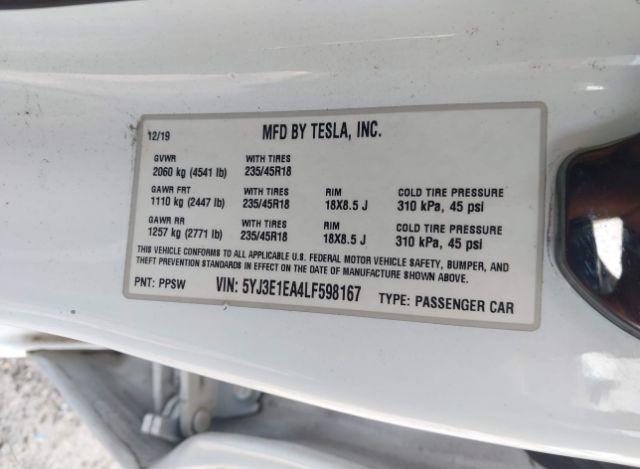 12/19 MFD BY TESLA, INC.
GVWR WITH TIRES
2060 kg (4541 lb) 235/45R18
GAWR FRT WITH TIRES RIM COLD TIRE PRESSURE
1110 kg (2447 lb) 235/45R18 18X8.5 J 310 kPa, 45 psi
GAWR RR WITH TIRES RIM COLD TIRE PRESSURE
1257 kg (2771 lb) 235/45R18 18X8.5 J 310 kPa, 45 psi
THIS VEHICLE CONFORMS TO ALL APPLICABLE U.S. FEDERAL MOTOR VEHICLE SAFETY, BUMPER, AND
THEFT PREVENTION STANDARDS IN EFFECT ON THE DATE OF MANUFACTURE SHOWN ABOVE.
PNT: PPSW VIN: 5YJ3E1EA4LF598167 TYPE: PASSENGER CAR